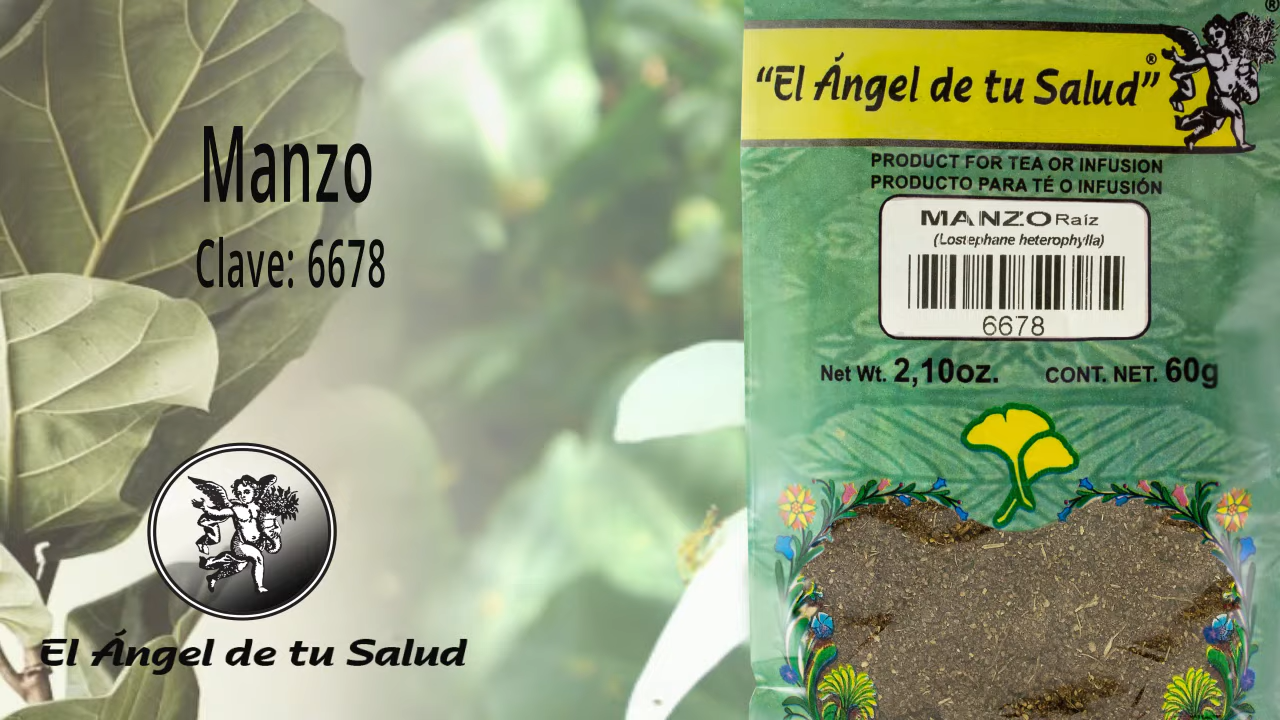 Manzo
Clave: 6678
El Ángel de tu Salud
“El Ángel de tu Salud”®
®
PRODUCT FOR TEA OR INFUSION
PRODUCTO PARA TÉ O INFUSIÓN
MANZO Raíz
(Lostephane heterophylla)
6678
Net Wt. 2,10oz. CONT. NET. 60g